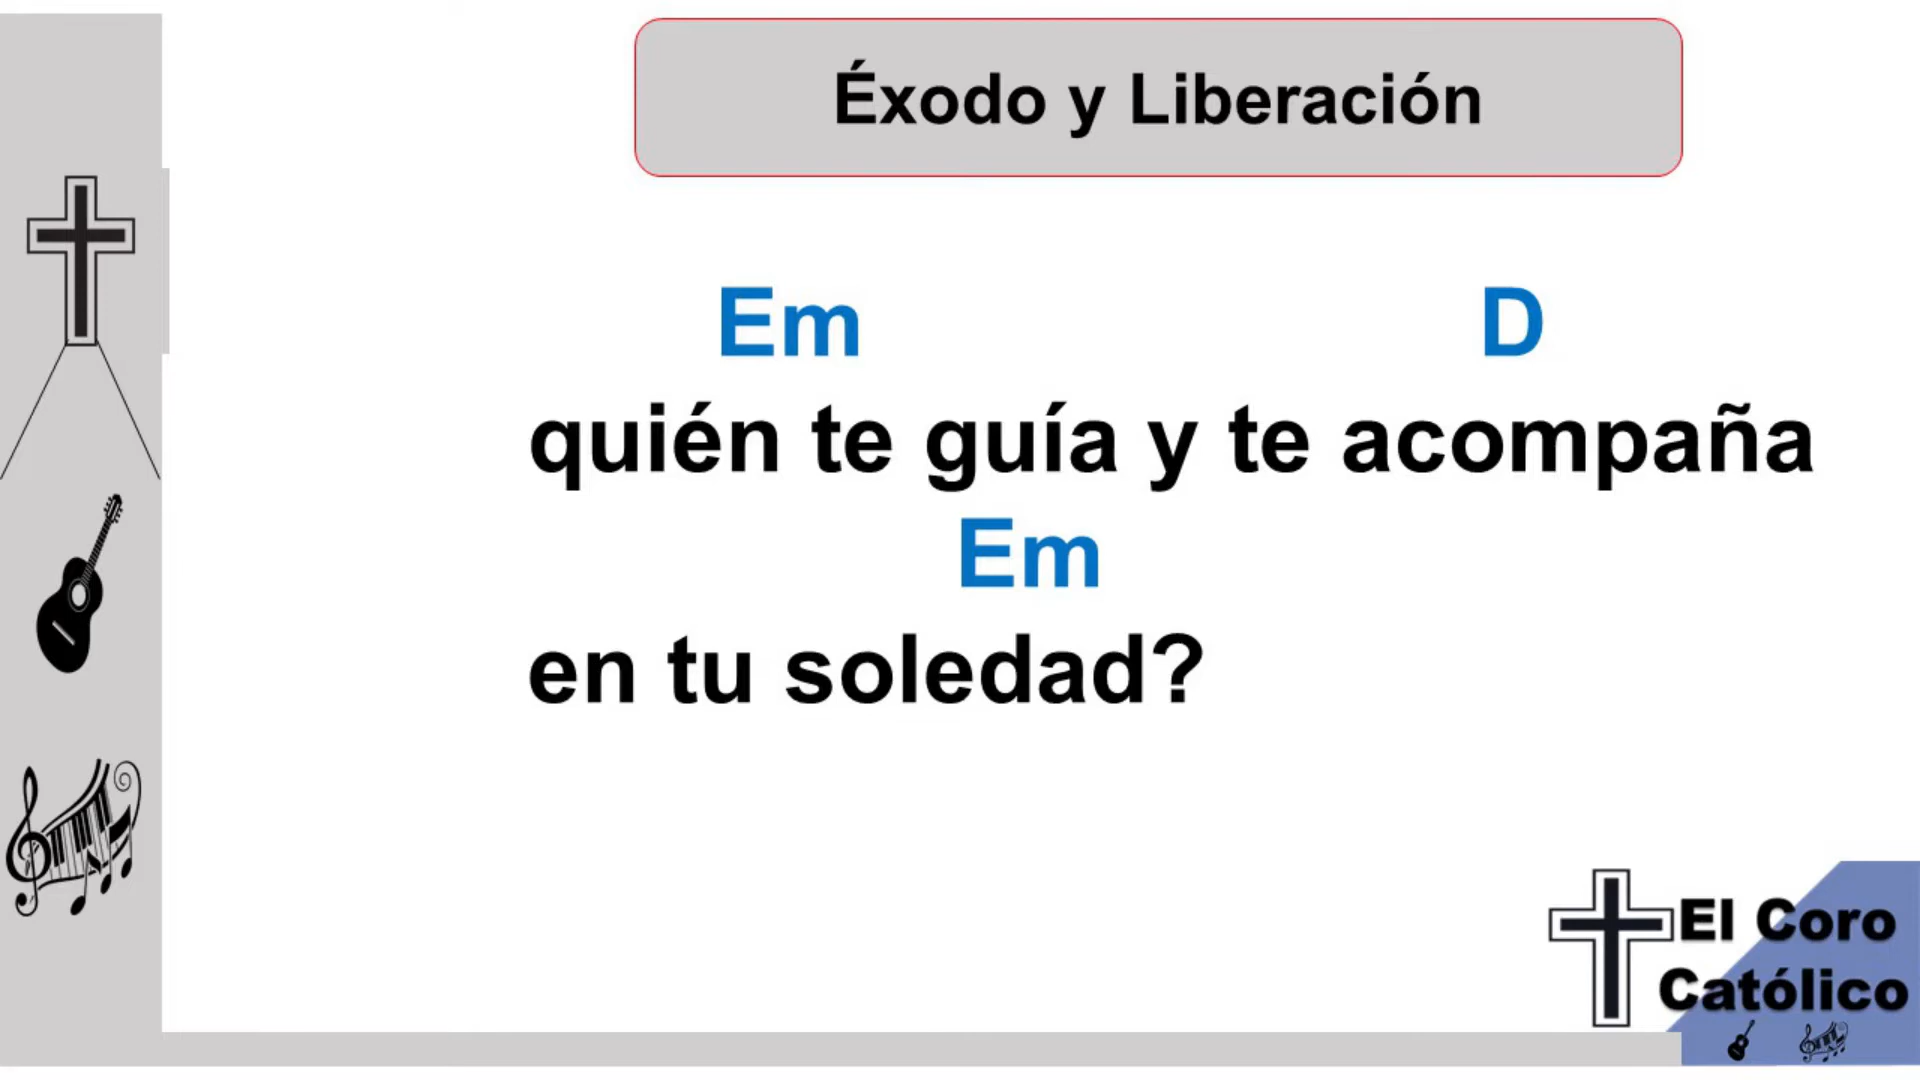 Éxodo y Liberación
Em D
quién te guía y te acompaña
Em
en tu soledad?
El Coro
Católico